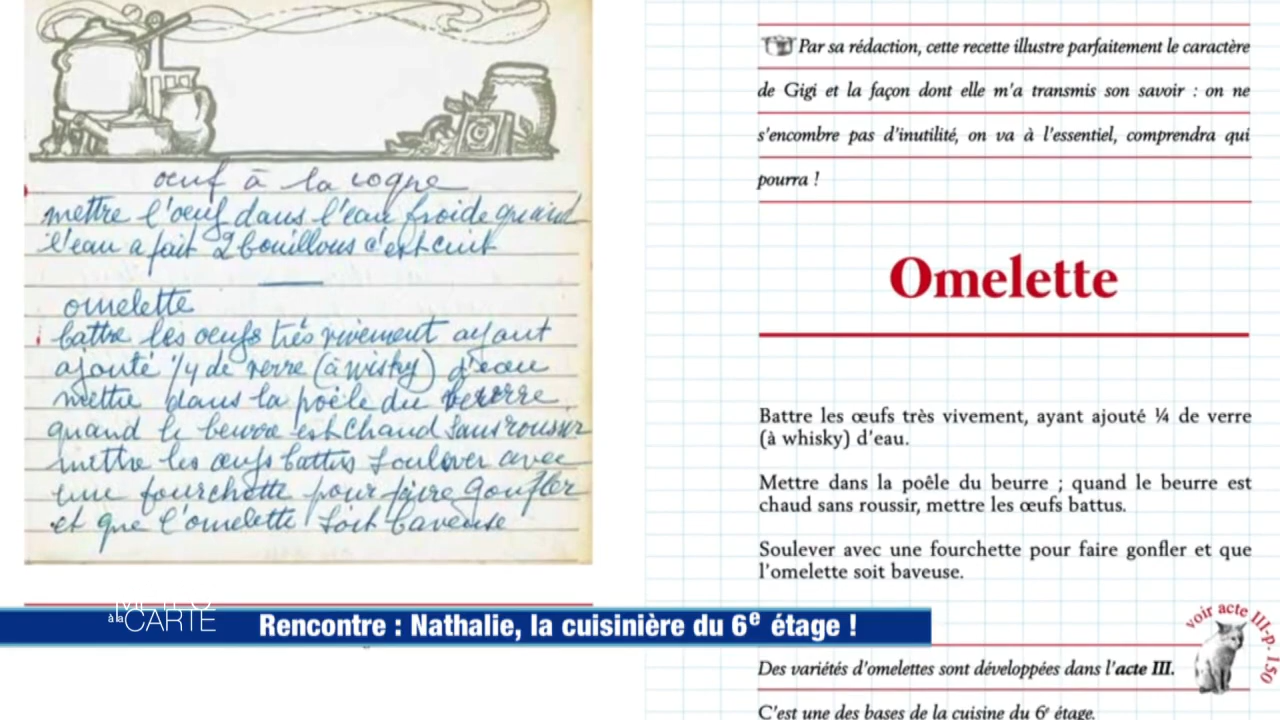 oeuf à la coque
mettre l'oeuf dans l'eau froide quand
l'eau a fait 2 bouillons c'est cuit
omelette
battre les oeufs très vivement ayant
ajouté 1/4 de verre (à wisky) d'eau
mettre dans la poële du beurre
quand le beurre est chaud sans roussir
mettre les œufs battus soulever avec
une fourchette pour faire gonfler
et que l'omelette soit baveuse
Par sa rédaction, cette recette illustre parfaitement le caractère
de Gigi et la façon dont elle m'a transmis son savoir : on ne
s'encombre pas d'inutilité, on va à l'essentiel, comprendra qui
pourra !
Omelette
Battre les œufs très vivement, ayant ajouté ¼ de verre
(à whisky) d'eau.
Mettre dans la poêle du beurre ; quand le beurre est
chaud sans roussir, mettre les œufs battus.
Soulever avec une fourchette pour faire gonfler et que
l'omelette soit baveuse.
voir acte III-p. 150
Des variétés d'omelettes sont développées dans l'acte III.
C'est une des bases de la cuisine du 6e étage.
à la CARTE
Rencontre : Nathalie, la cuisinière du 6e étage !